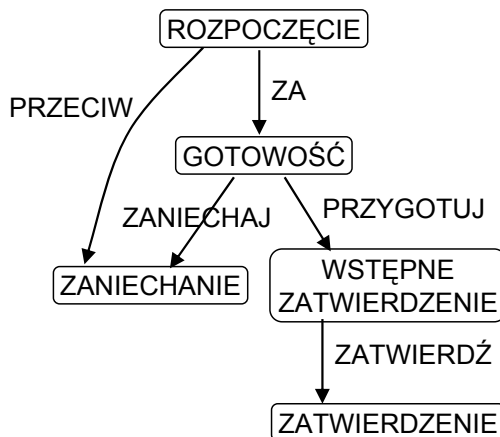 ROZPOCZĘCIE
PRZECIW
ZA
GOTOWOŚĆ
ZANIECHAJ
PRZYGOTUJ
ZANIECHANIE
WSTĘPNE
ZATWIERDZENIE
ZATWIERDŹ
ZATWIERDZENIE